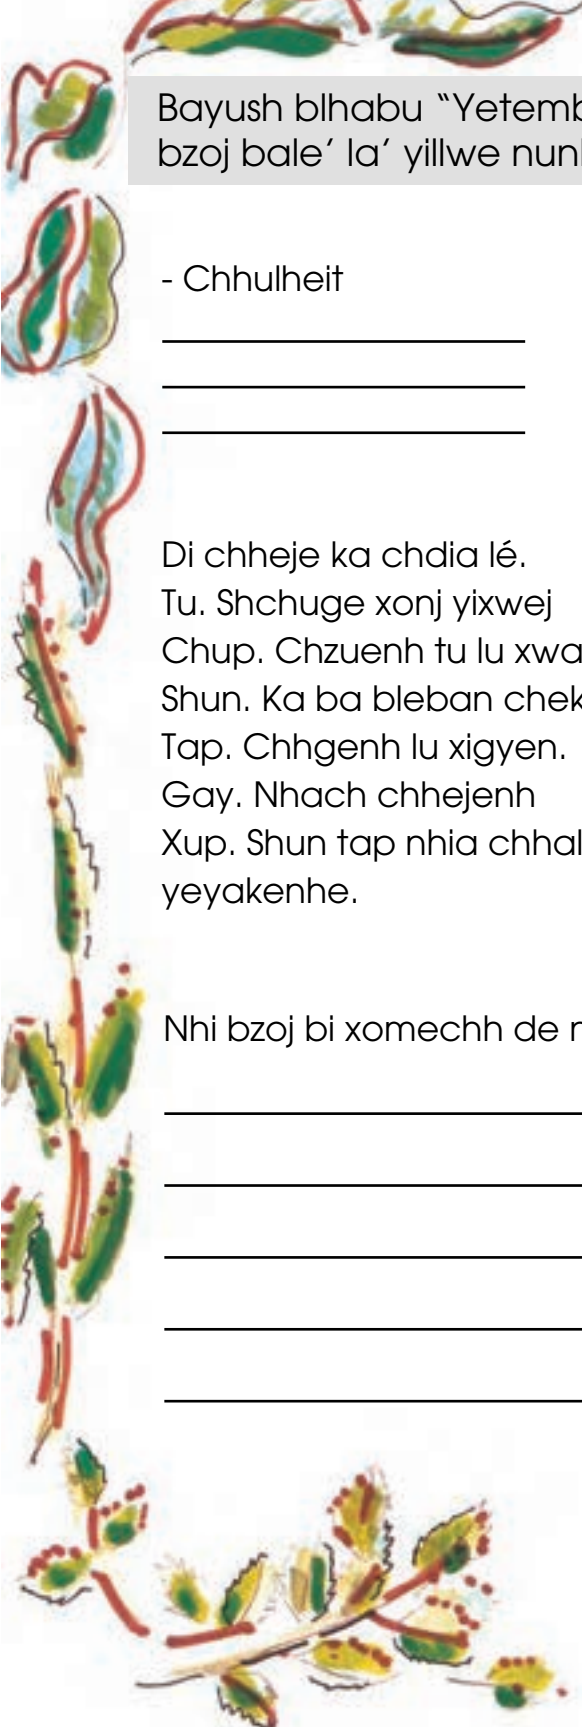 Bayush blhabu “Yetemb
bzoj bale´ la´ yillwe nun
- Chhulheit
Di chheje ka chdia lé.
Tu. Shchuge xonj yixwej
Chup. Chzuenh tu lu xwa
Shun. Ka ba bleban chek
Tap. Chhgenh lu xigyen.
Gay. Nhach chhejenh
Xup. Shun tap nhia chhal
yeyakenhe.
Nhi bzoj bi xomechh de